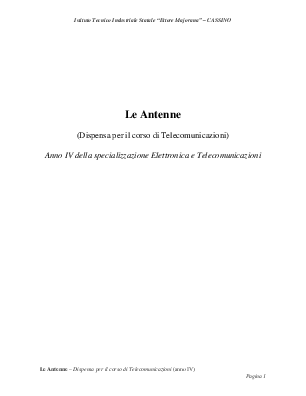 Istituto Tecnico Industriale Statale "Ettore Majorana" – CASSINO
Le Antenne
(Dispensa per il corso di Telecomunicazioni)
Anno IV della specializzazione Elettronica e Telecomunicazioni
Le Antenne – Dispensa per il corso di Telecomunicazioni (anno IV)
Pagina 1